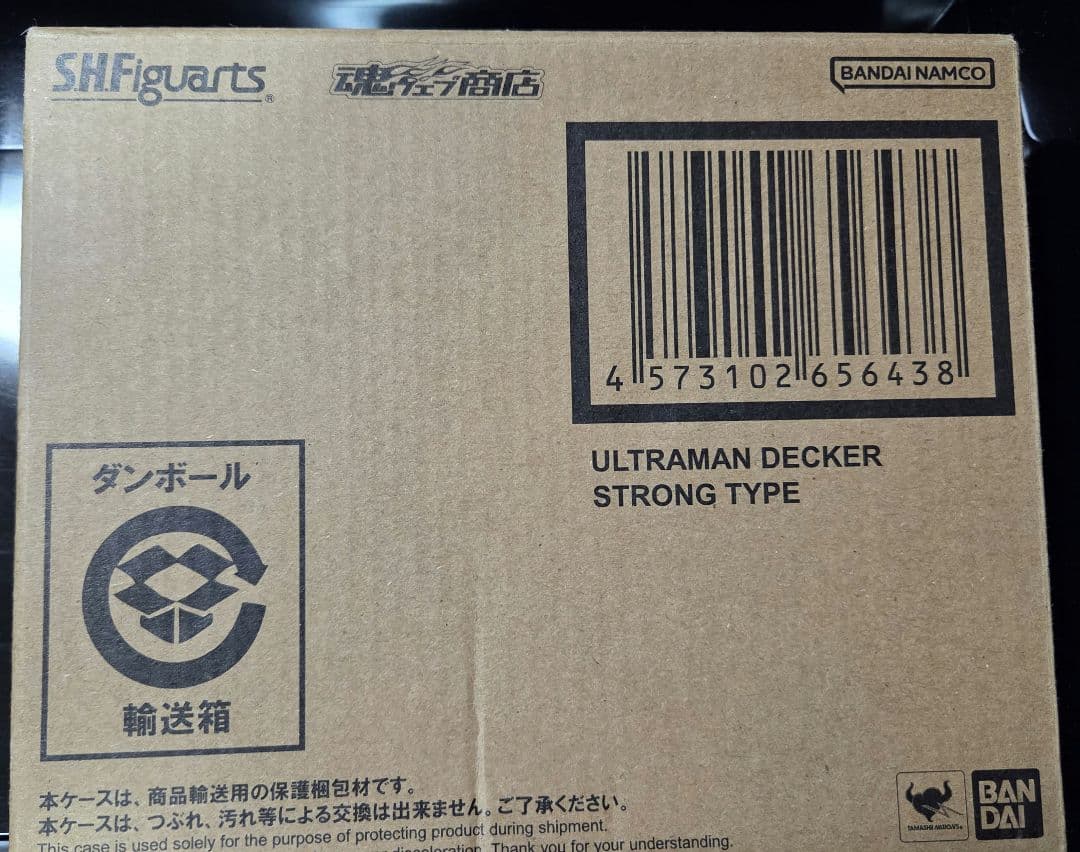 S.H.Figuarts®
魂ウェブ商店
BANDAI NAMCO
4 573102 656438
ULTRAMAN DECKER
STRONG TYPE
ダンボール
輸送箱
本ケースは、商品輸送用の保護梱包材です。
本ケースは、つぶれ、汚れ等による交換は出来ません。ご了承ください。
This case is used solely for the purpose of protecting product during shipment.
discoloration. Thank you for your understanding.
TAMASHII NATIONS
BAN
DAI